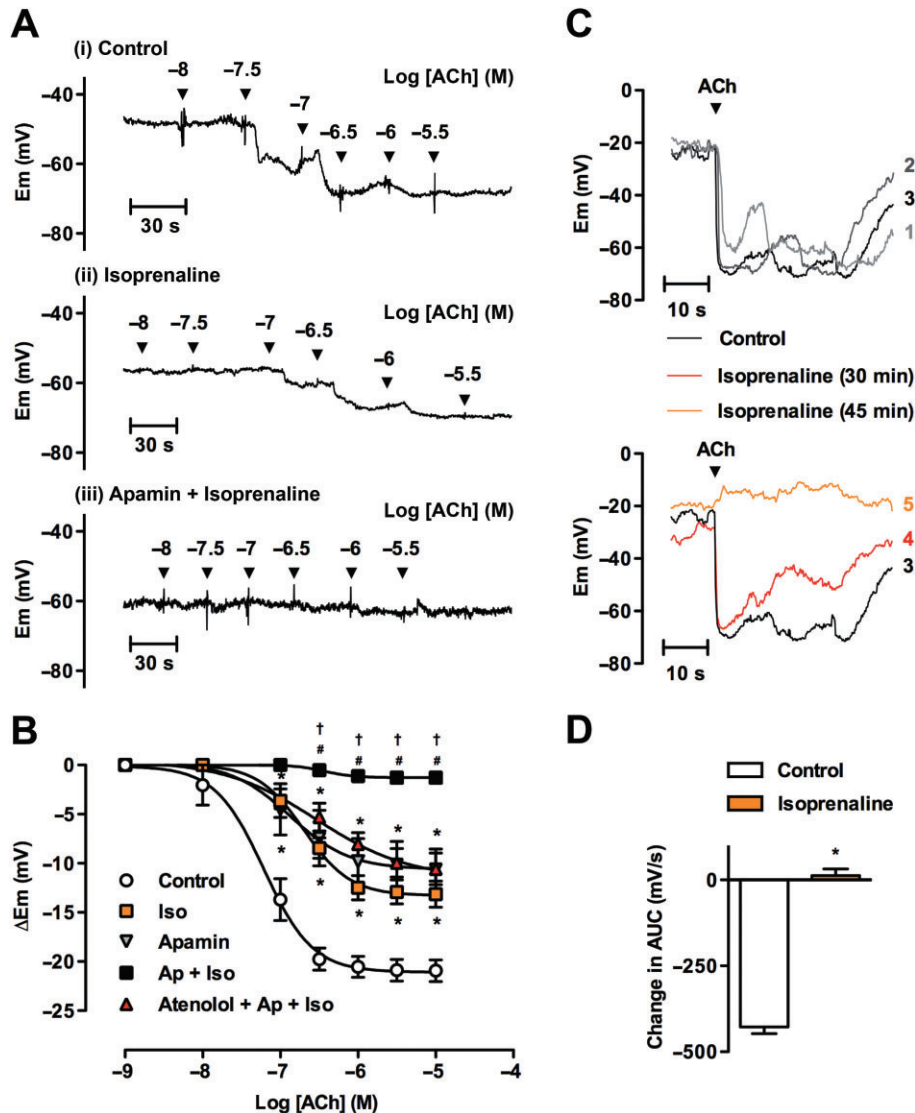 A
(i) Control
Log [ACh] (M)
−8
−7.5
−7
−6.5
−6
−5.5
−40
−60
−80
Em (mV)
30 s
(ii) Isoprenaline
Log [ACh] (M)
−8
−7.5
−7
−6.5
−6
−5.5
−40
−60
−80
Em (mV)
30 s
(iii) Apamin + Isoprenaline
Log [ACh] (M)
−8
−7.5
−7
−6.5
−6
−5.5
−40
−60
−80
Em (mV)
30 s
B
† † † †
# # # #
* * * * *
* * * * *
0
−5
−10
−15
−20
−25
ΔEm (mV)
Control
Iso
Apamin
Ap + Iso
Atenolol + Ap + Iso
−9 −8 −7 −6 −5 −4
Log [ACh] (M)
C
ACh
0
−20
−40
−60
−80
Em (mV)
2
3
1
10 s
Control
Isoprenaline (30 min)
Isoprenaline (45 min)
ACh
0
−20
−40
−60
−80
Em (mV)
5
4
3
10 s
D
Control
Isoprenaline
*
0
−250
−500
Change in AUC (mV/s)